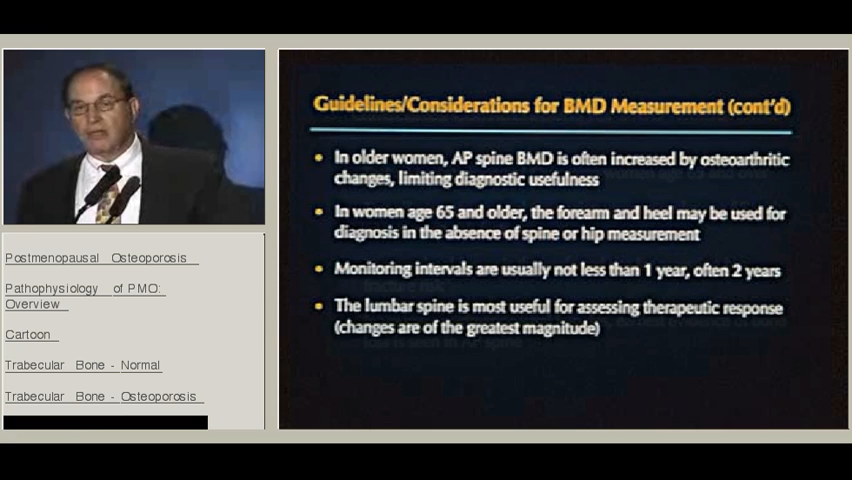 Guidelines/Considerations for BMD Measurement (cont'd)
• In older women, AP spine BMD is often increased by osteoarthritic
changes, limiting diagnostic usefulness
• In women age 65 and older, the forearm and heel may be used for
diagnosis in the absence of spine or hip measurement
• Monitoring intervals are usually not less than 1 year, often 2 years
• The lumbar spine is most useful for assessing therapeutic response
(changes are of the greatest magnitude)
Postmenopausal Osteoporosis
Pathophysiology of PMO:
Overview
Cartoon
Trabecular Bone - Normal
Trabecular Bone - Osteoporosis